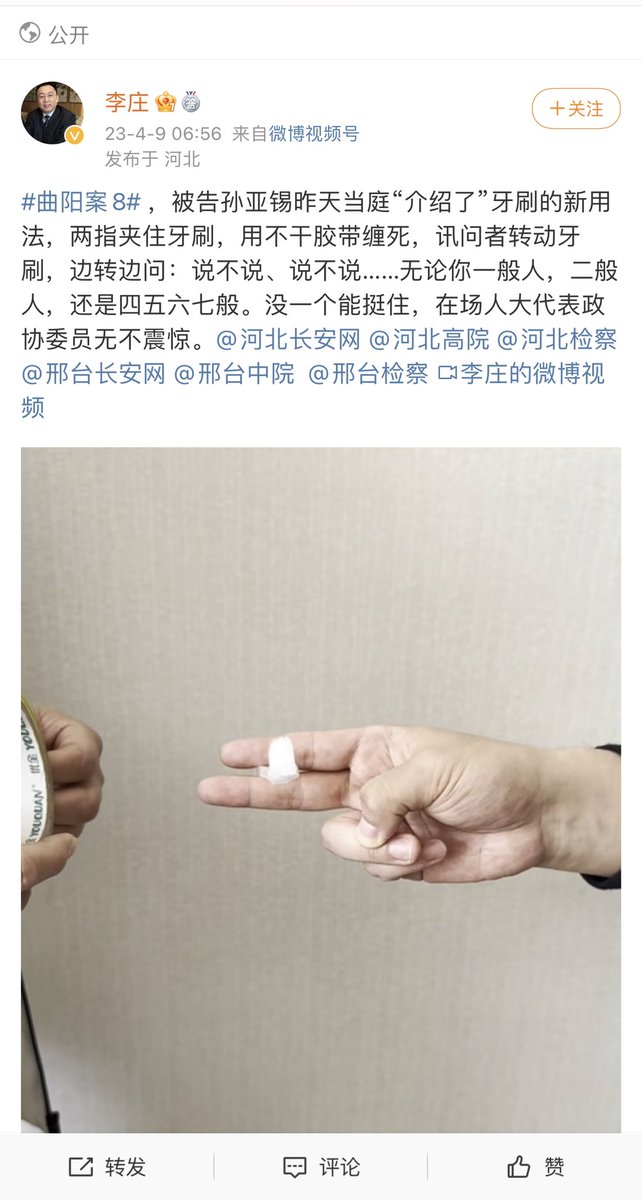 公开
李庄
23-4-9 06:56 来自微博视频号
发布于 河北
+关注
#曲阳案8#，被告孙亚锡昨天当庭“介绍了”牙刷的新用
法，两指夹住牙刷，用不干胶带缠死，讯问者转动牙
刷，边转边问：说不说、说不说……无论你一般人，二般
人，还是四五六七般。没一个能挺住，在场人大代表政
协委员无不震惊。@河北长安网 @河北高院 @河北检察
@邢台长安网 @邢台中院 @邢台检察 李庄的微博视
频
优全 YOU
YOUQUAN
转发
评论
赞